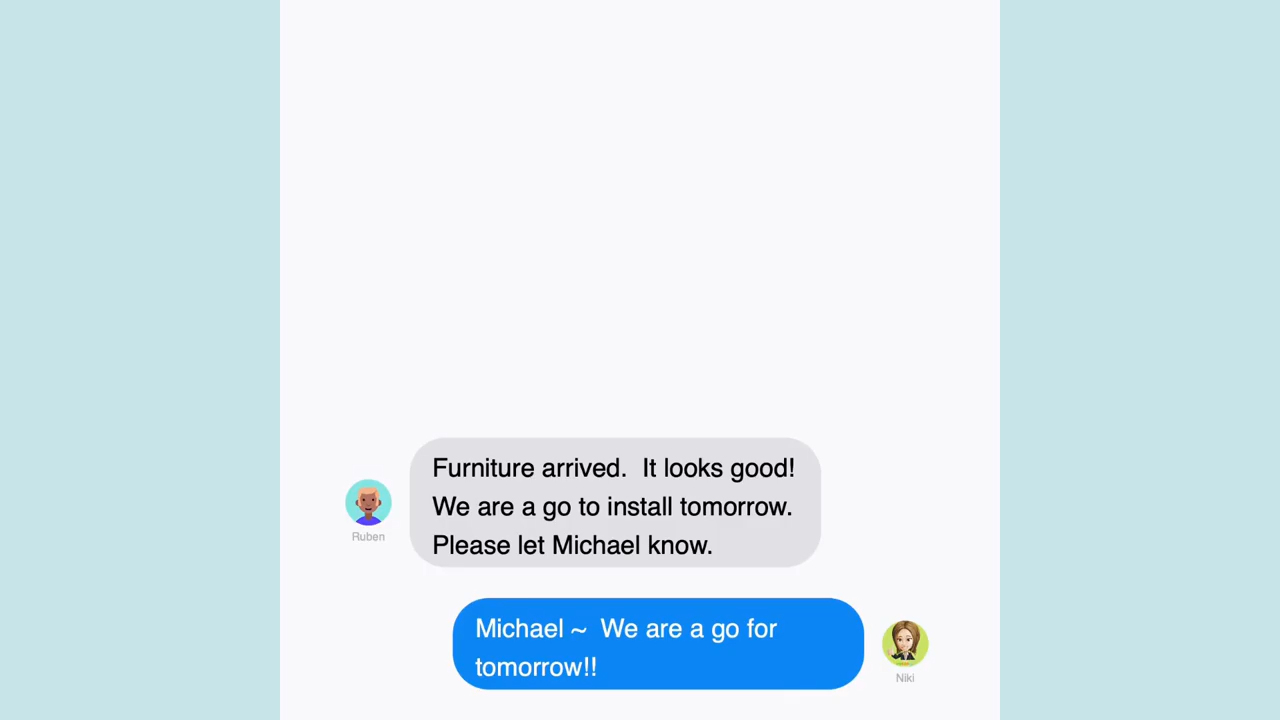 Furniture arrived.  It looks good!
We are a go to install tomorrow.
Please let Michael know.
Ruben
Michael ~  We are a go for
tomorrow!!
Niki